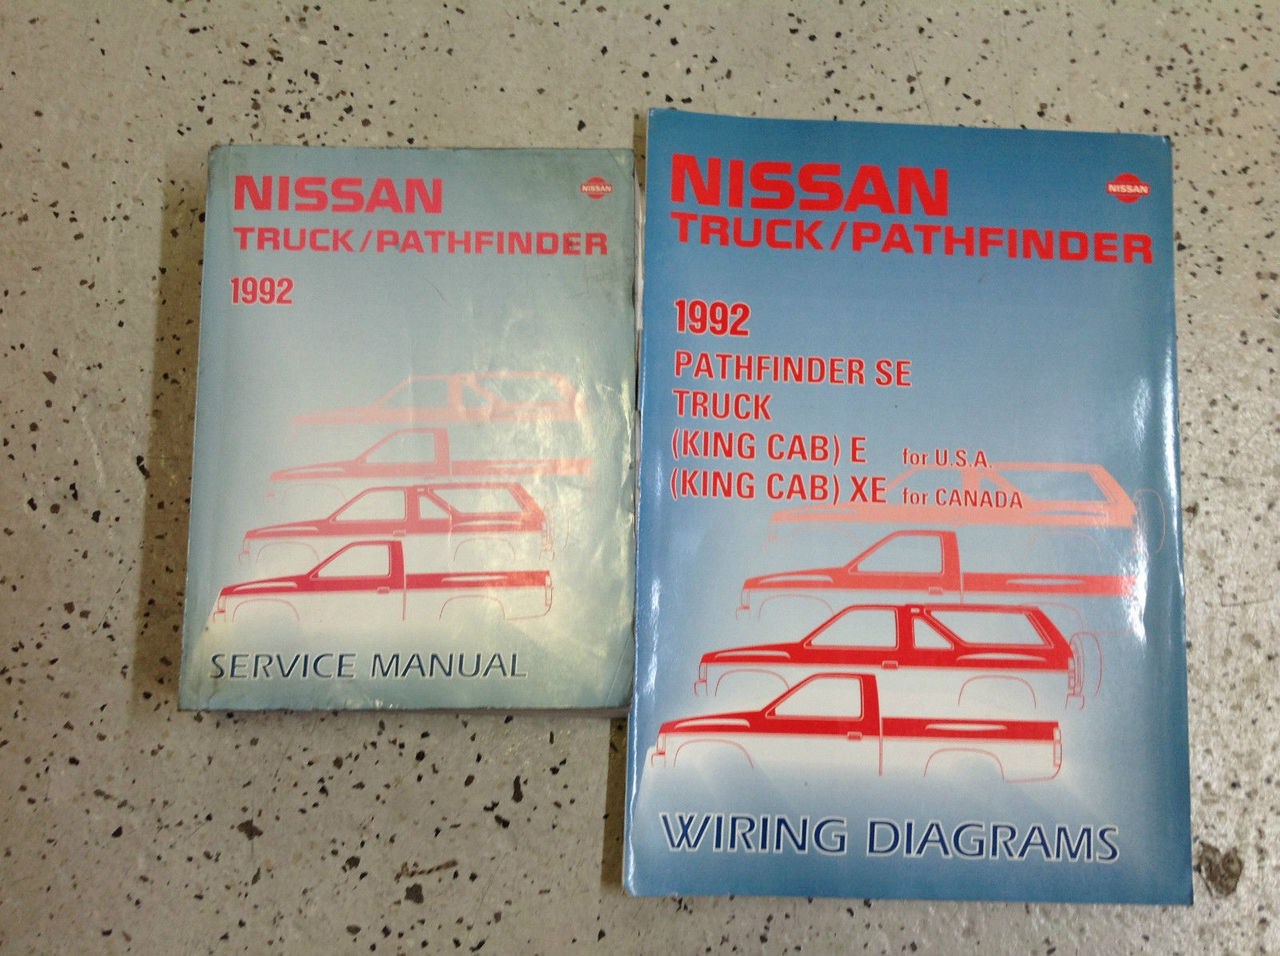 NISSAN
TRUCK/PATHFINDER
NISSAN
1992
SERVICE MANUAL
NISSAN
TRUCK/PATHFINDER
NISSAN
1992
PATHFINDER SE
TRUCK
(KING CAB) E for U.S.A.
(KING CAB) XE for CANADA
WIRING DIAGRAMS